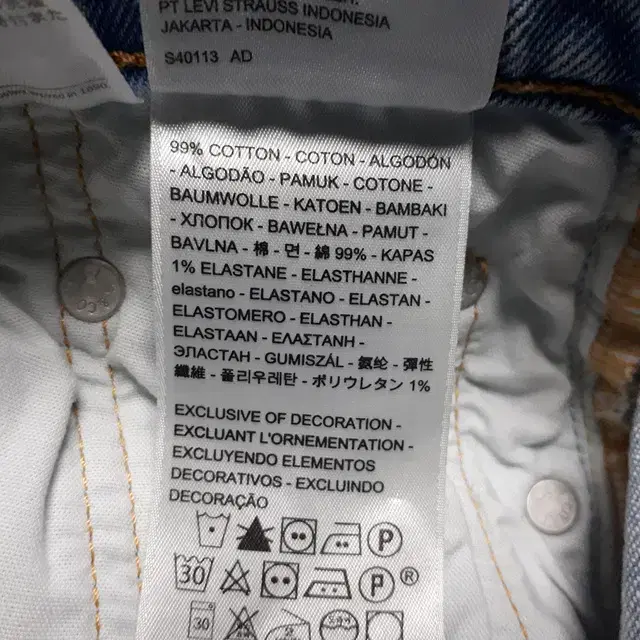 PT LEVI STRAUSS INDONESIA
JAKARTA - INDONESIA
S40113 AD
99% COTTON - COTON - ALGODÓN
- ALGODÃO - PAMUK - COTONE -
BAUMWOLLE - KATOEN - BAMBAKI
- ХЛОПОК - BAWEŁNA - PAMUT -
BAVLNA - 棉 - 면 - 綿 99% - KAPAS
1% ELASTANE - ELASTHANNE -
elastano - ELASTANO - ELASTAN -
ELASTOMERO - ELASTHAN -
ELASTAAN - ΕΛΑΣΤΑΝΗ -
ЭЛАСТАН - GUMISZÁL - 氨纶 - 彈性
纖維 - 폴리우레탄 - ポリウレタン 1%
EXCLUSIVE OF DECORATION -
EXCLUANT L'ORNEMENTATION -
EXCLUYENDO ELEMENTOS
DECORATIVOS - EXCLUINDO
DECORAÇÃO
P
30 P ®
30